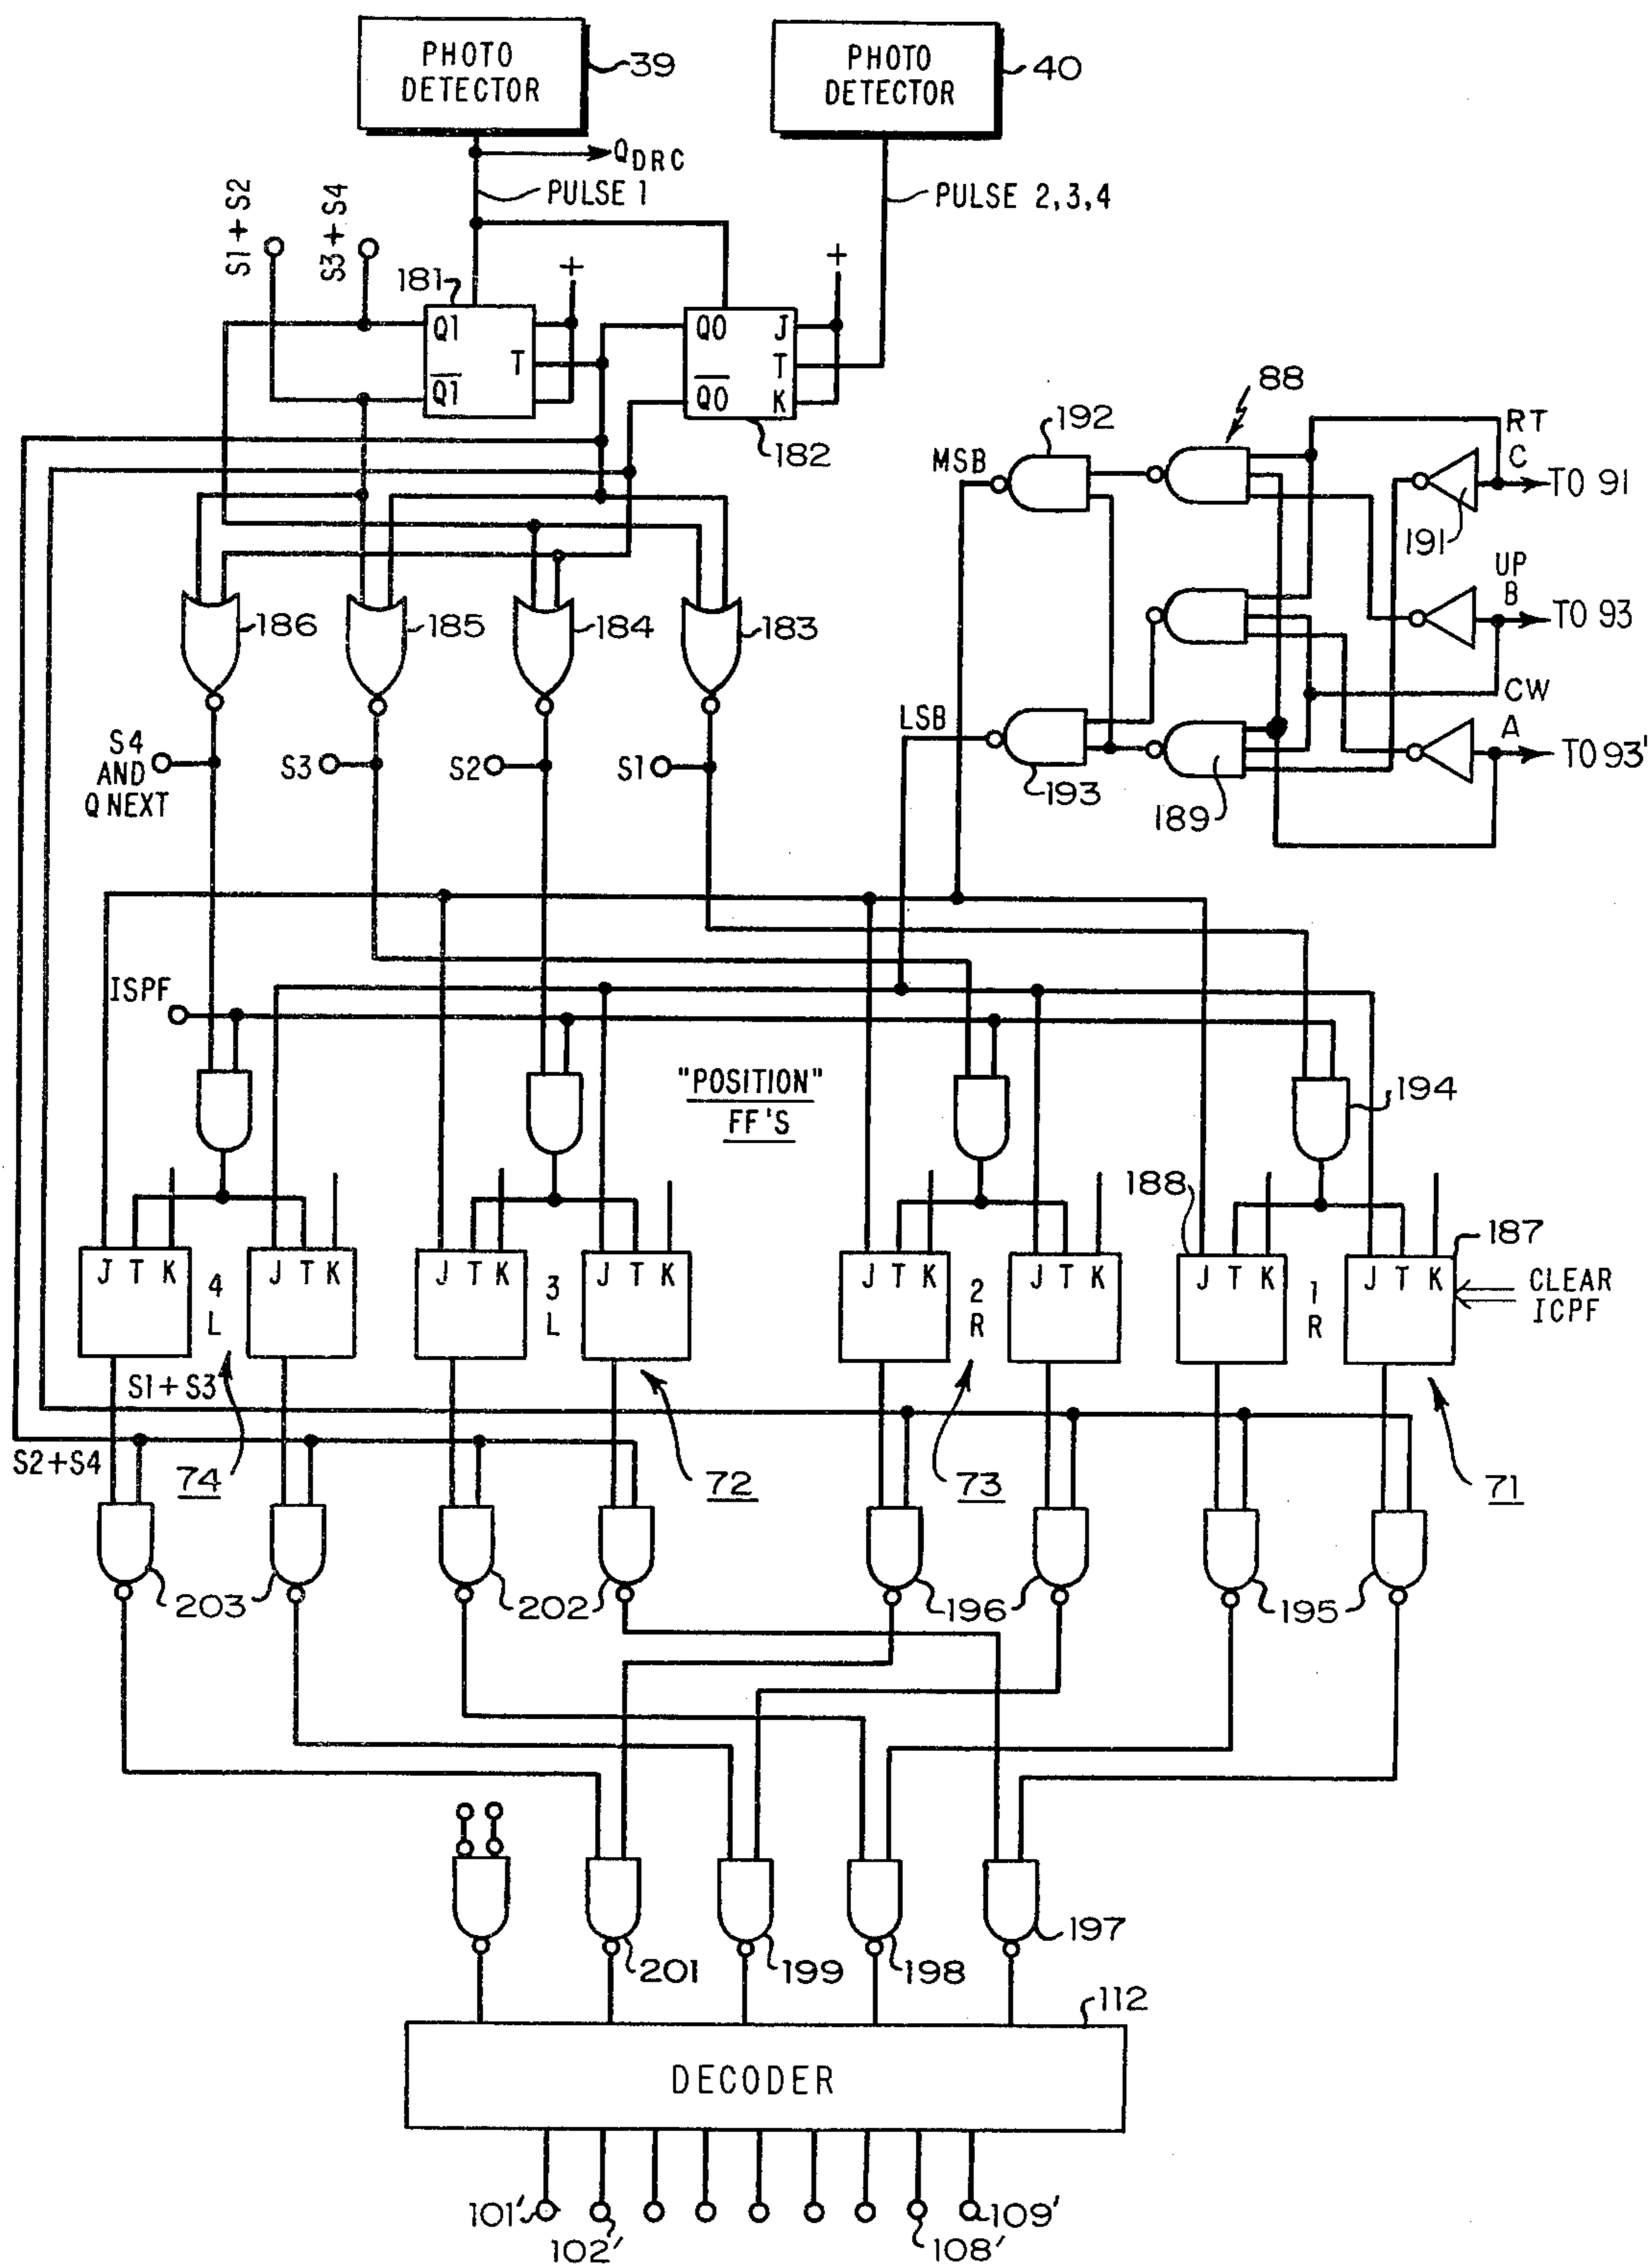 PHOTO
DETECTOR
39
PHOTO
DETECTOR
40
QDRC
PULSE 1
PULSE 2,3,4
S1+S2
S3+S4
181
+
+
Q1
T
Q1
Q0
J
T
Q0
K
182
88
192
MSB
RT
C
TO 91
191
UP
B
TO 93
CW
A
TO 93'
LSB
193
189
186
185
184
183
S4
AND
Q NEXT
S3
S2
S1
ISPF
"POSITION"
FF'S
194
188
187
J T K
4
L
J T K
J T K
3
L
J T K
J T K
2
R
J T K
J T K
1
R
J T K
CLEAR
ICPF
S1+S3
S2+S4
74
72
73
71
203
202
196
195
197
201
199
198
112
DECODER
101'
102'
108'
109'